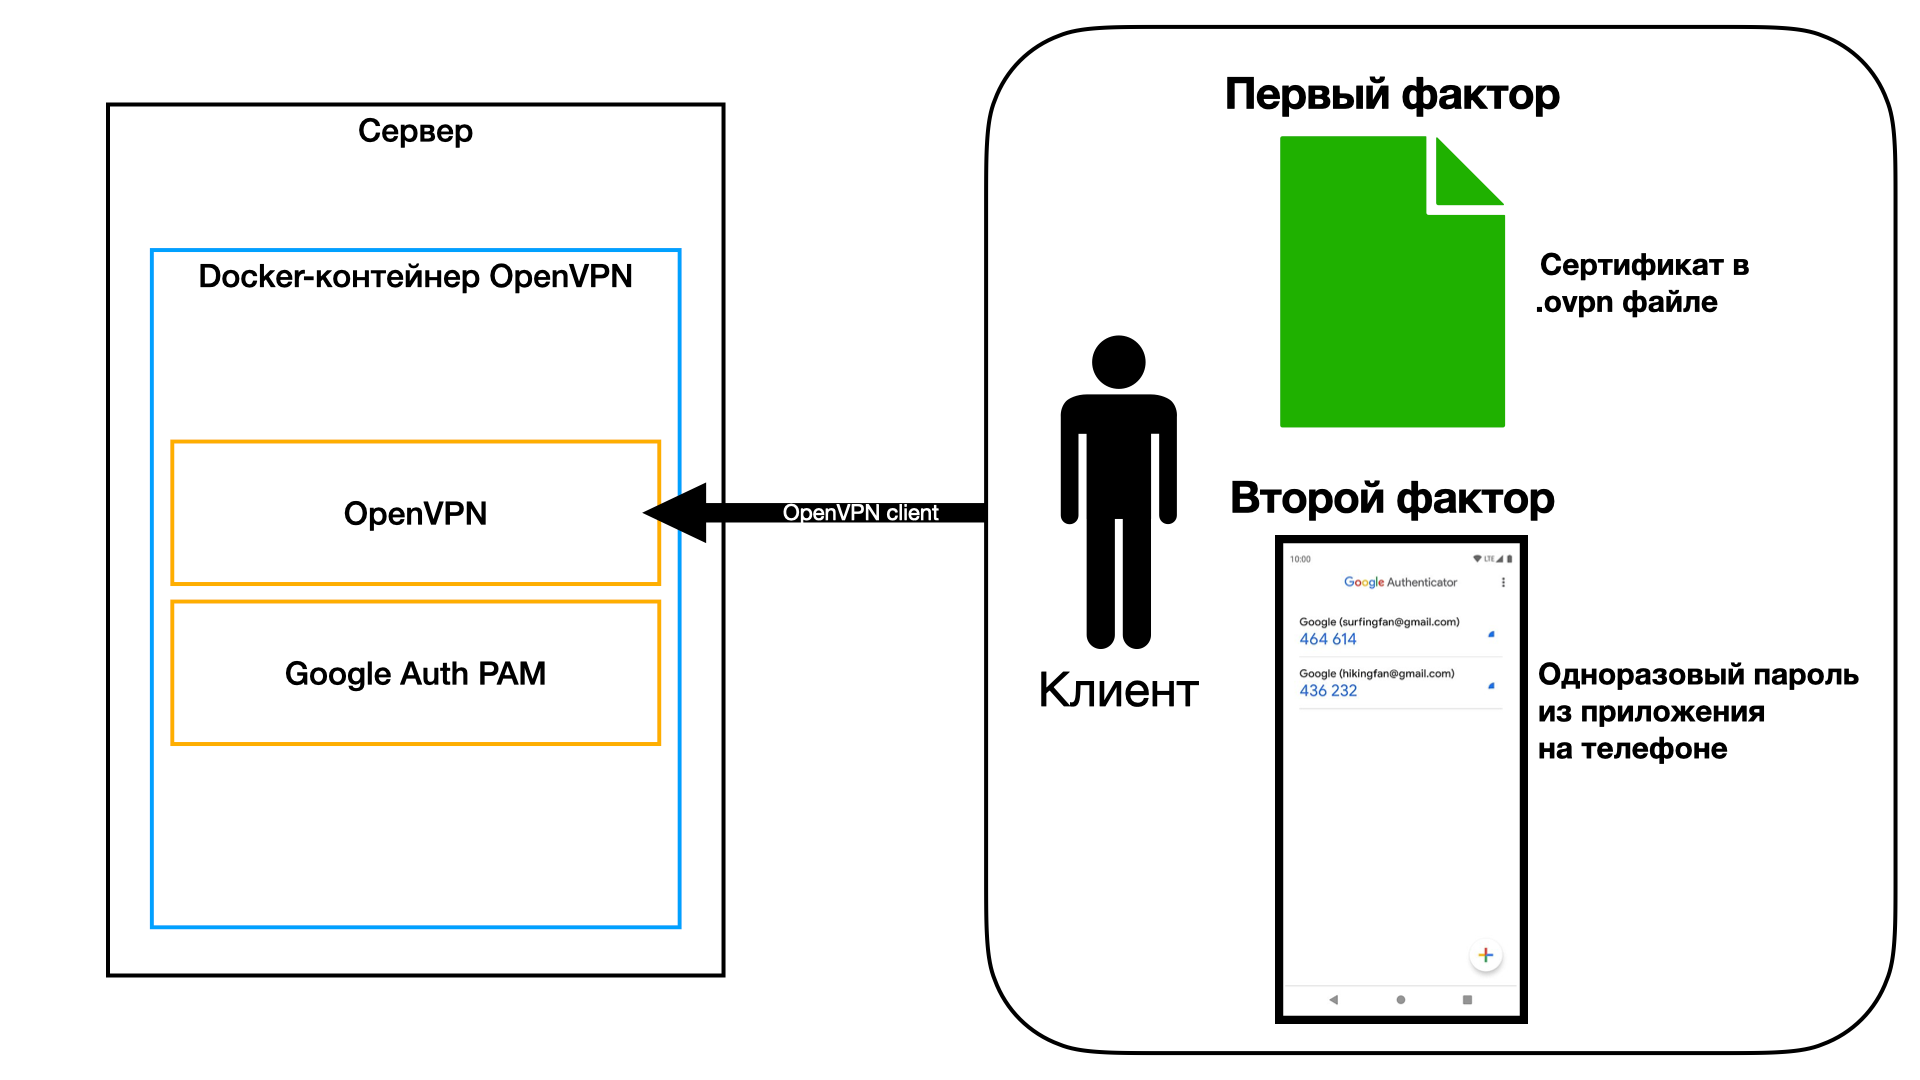 Сервер
Docker-контейнер OpenVPN
OpenVPN
Google Auth PAM
OpenVPN client
Клиент
Первый фактор
Сертификат в
.ovpn файле
Второй фактор
10:00
LTE
Google Authenticator
Google (surfingfan@gmail.com)
464 614
Google (hikingfan@gmail.com)
436 232
Одноразовый пароль
из приложения
на телефоне